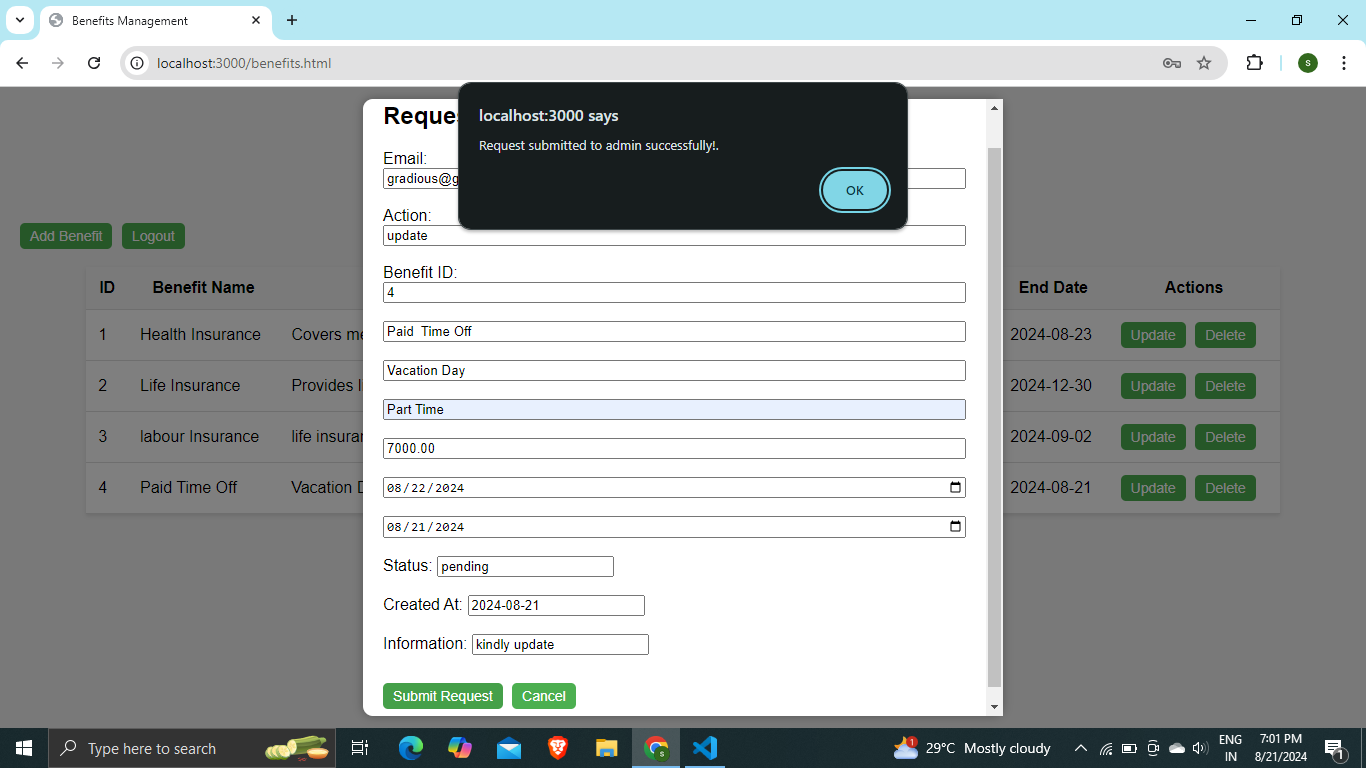 Benefits Management
localhost:3000/benefits.html
s
localhost:3000 says
Request submitted to admin successfully!.
OK
Email:
Action:
update
Benefit ID:
4
Paid  Time Off
Vacation Day
Part Time
7000.00
08/22/2024
08/21/2024
Status: pending
Created At: 2024-08-21
Information: kindly update
Submit Request Cancel
Add Benefit Logout
ID Benefit Name End Date Actions
1 Health Insurance Covers 2024-08-23 Update Delete
2 Life Insurance Provides 2024-12-30 Update Delete
3 labour Insurance life 2024-09-02 Update Delete
4 Paid Time Off Vacation 2024-08-21 Update Delete
Type here to search
29°C Mostly cloudy
ENG
IN
7:01 PM
8/21/2024
1